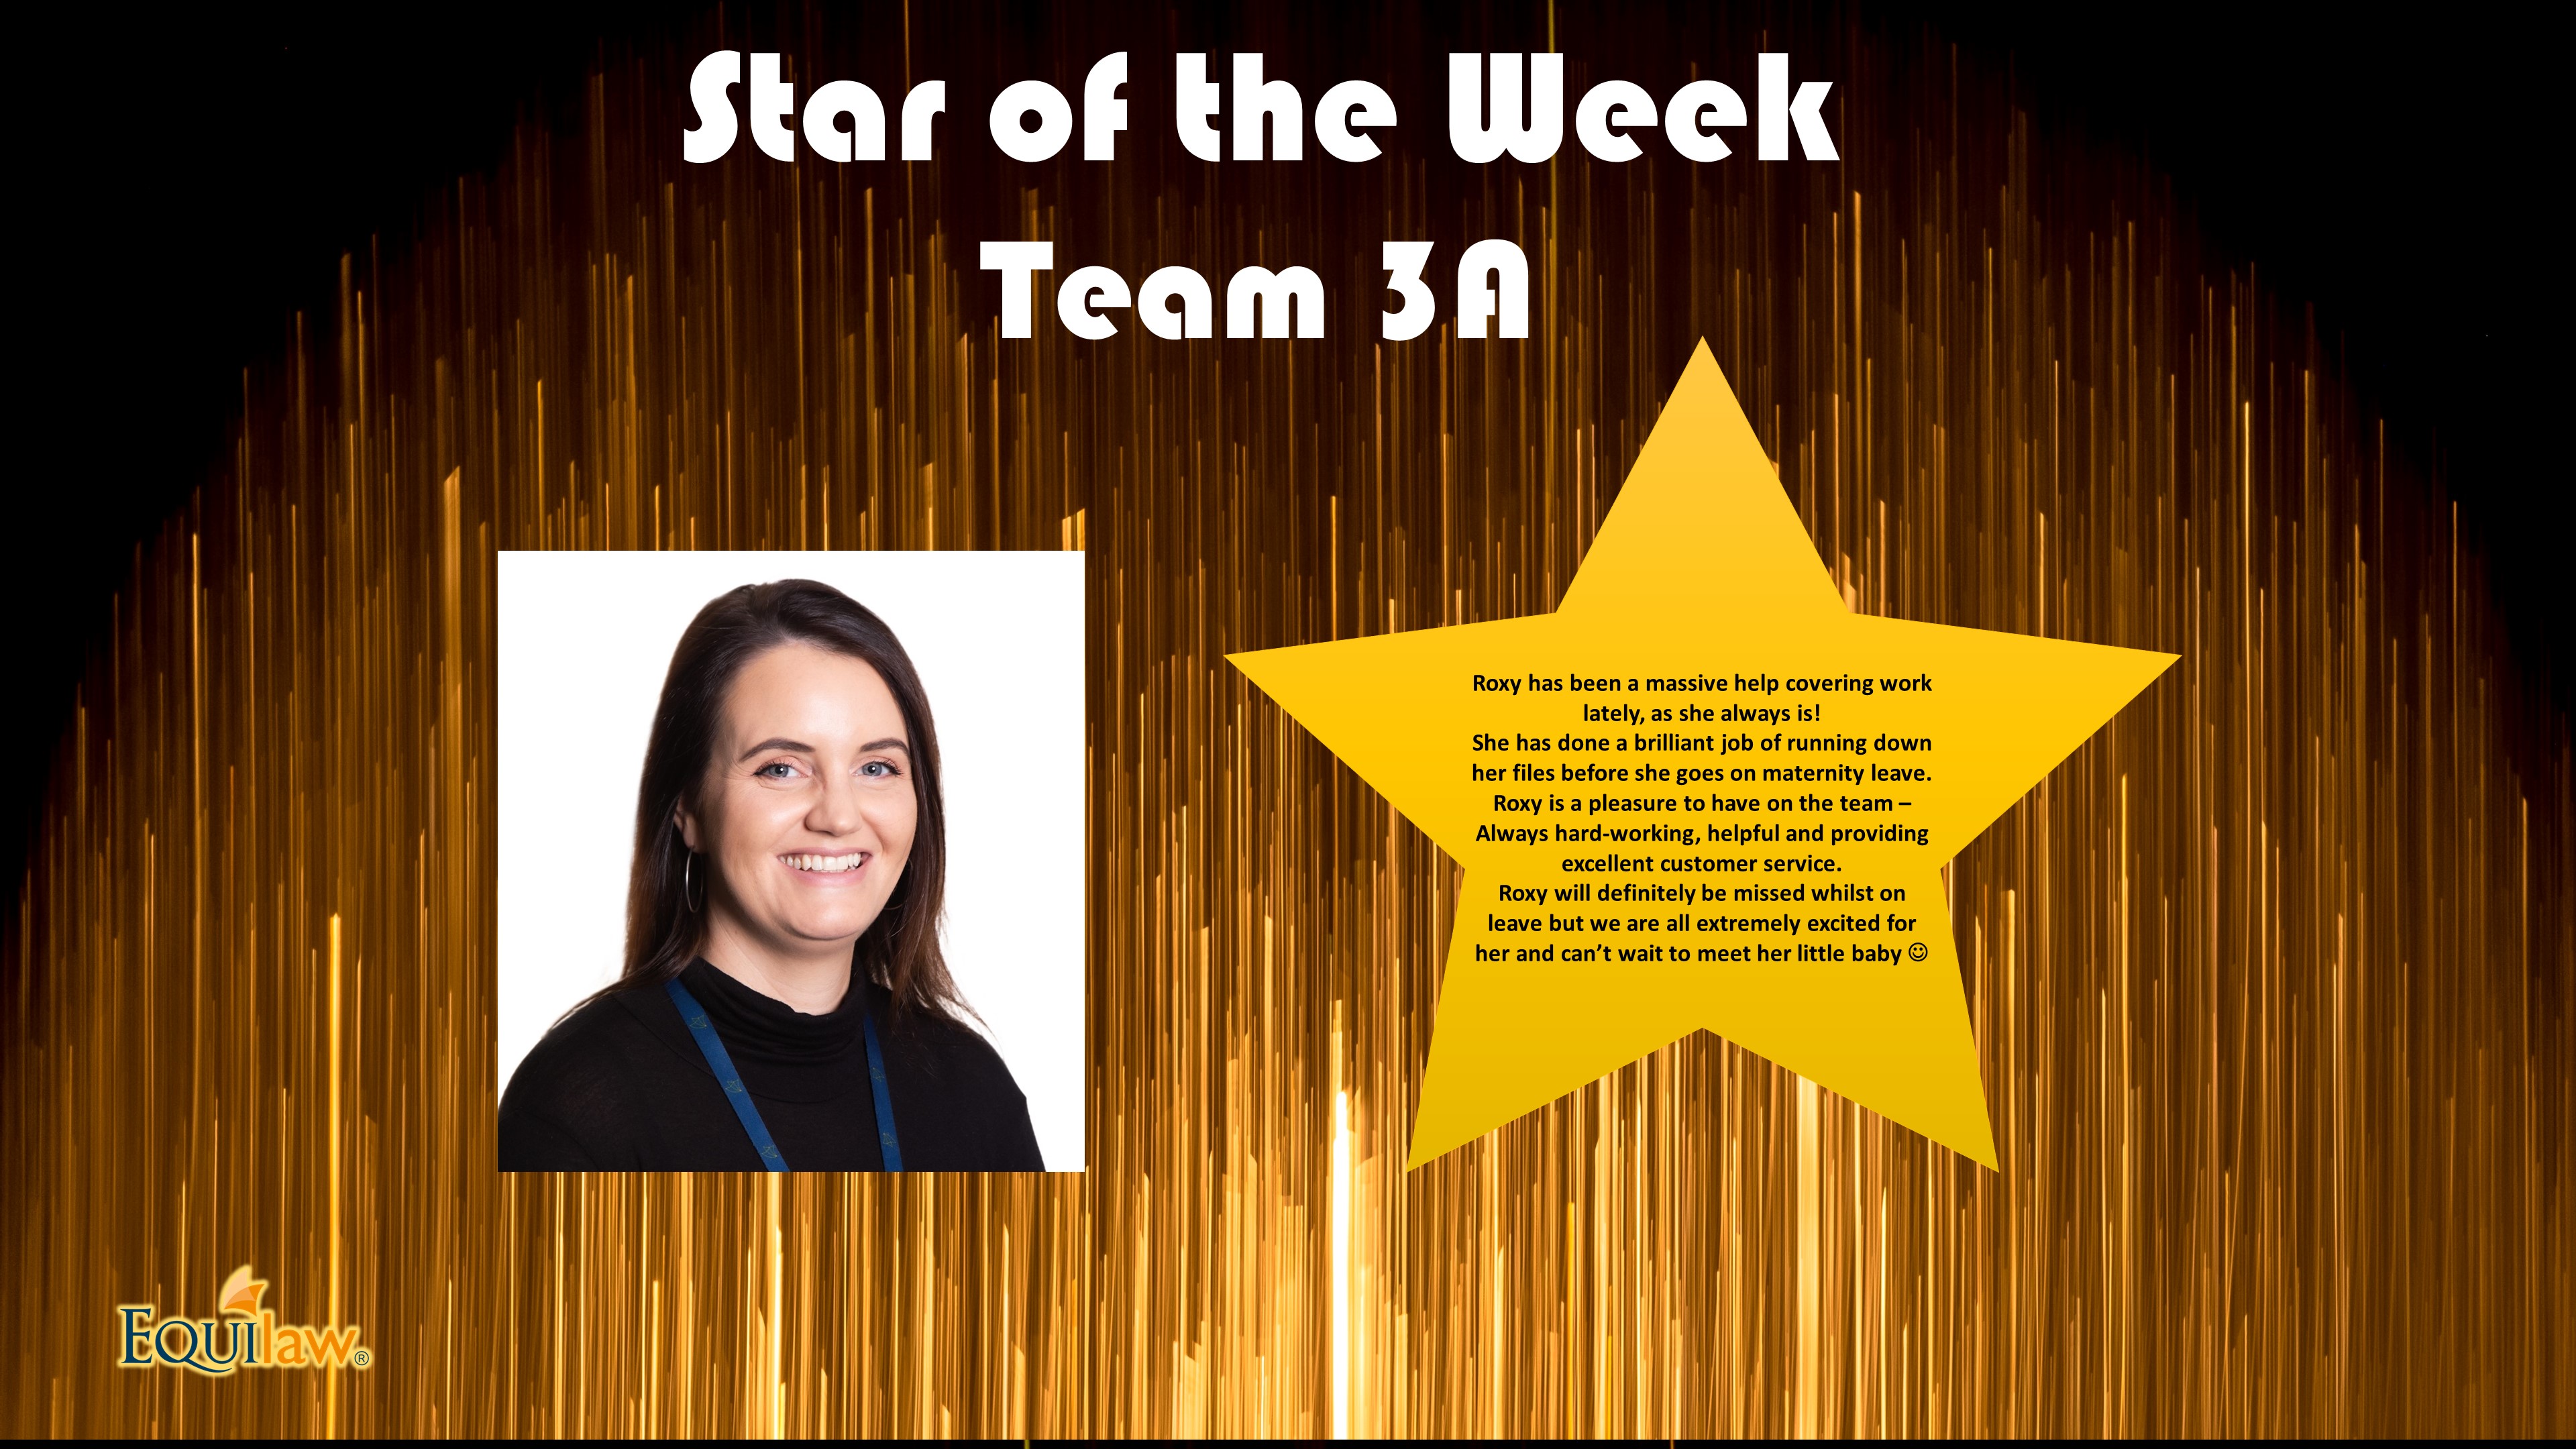 Star of the Week
Team 3A
Roxy has been a massive help covering work
lately, as she always is!
She has done a brilliant job of running down
her files before she goes on maternity leave.
Roxy is a pleasure to have on the team –
Always hard-working, helpful and providing
excellent customer service.
Roxy will definitely be missed whilst on
leave but we are all extremely excited for
her and can’t wait to meet her little baby ☺
EQUIlaw®